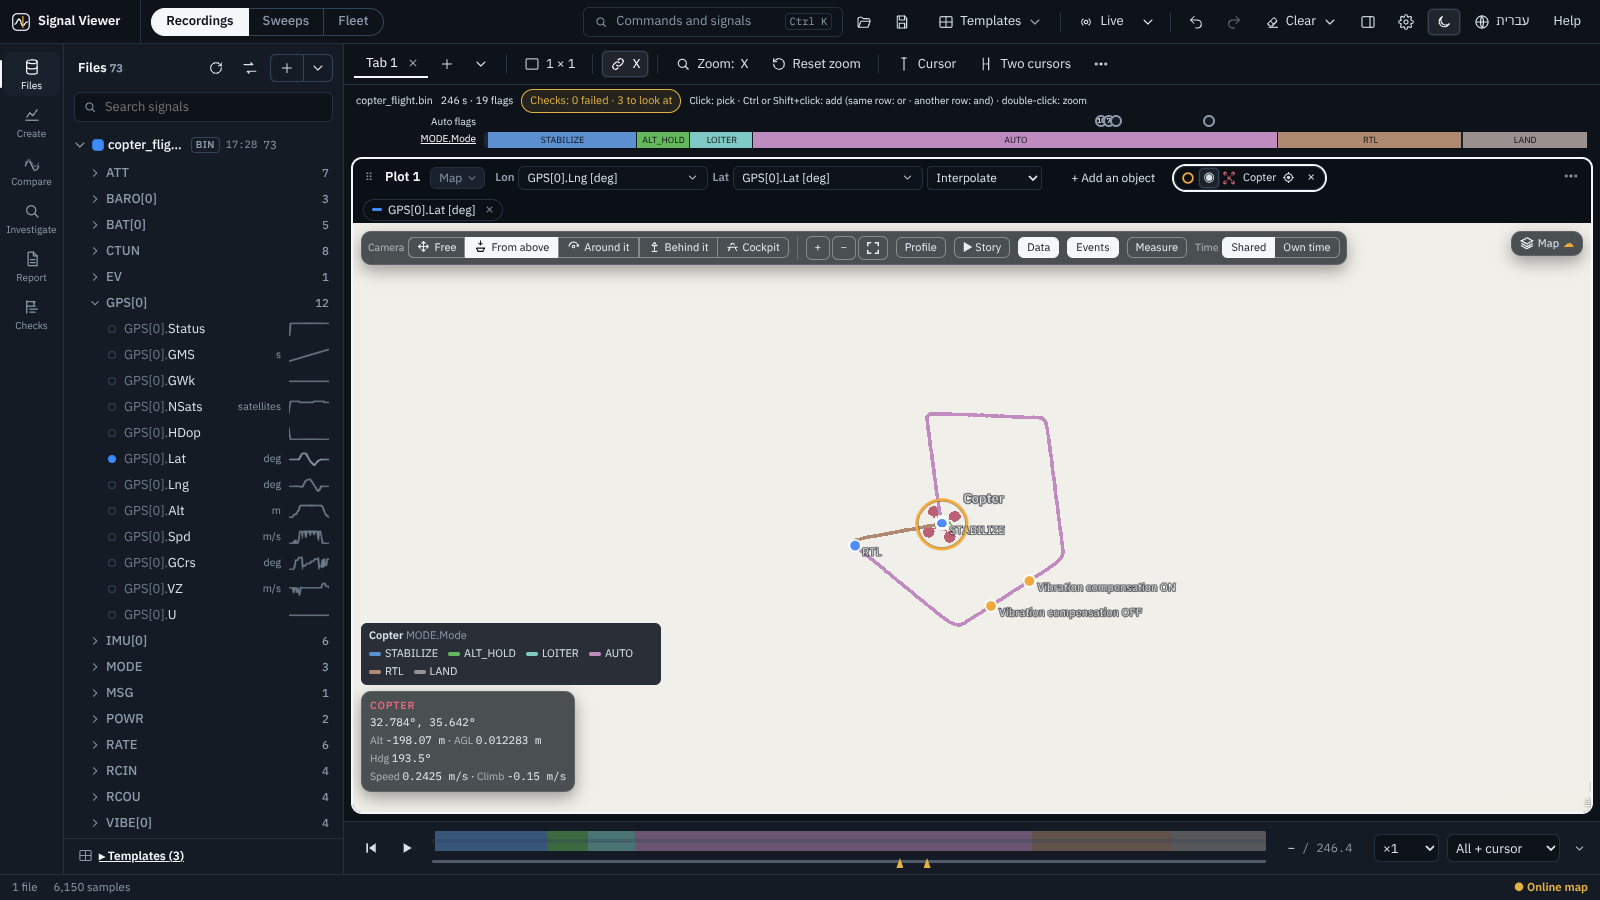 Signal Viewer
Recordings Sweeps Fleet
Commands and signals Ctrl K
Templates Live Clear עברית Help
Files
Create
Compare
Investigate
Report
Checks
Files 73
Search signals
copter_flig... BIN 17:28 73
ATT 7
BARO[0] 3
BAT[0] 5
CTUN 8
EV 1
GPS[0] 12
GPS[0].Status
GPS[0].GMS s
GPS[0].GWk
GPS[0].NSats satellites
GPS[0].HDop
GPS[0].Lat deg
GPS[0].Lng deg
GPS[0].Alt m
GPS[0].Spd m/s
GPS[0].GCrs deg
GPS[0].VZ m/s
GPS[0].U
IMU[0] 6
MODE 3
MSG 1
POWR 2
RATE 6
RCIN 4
RCOU 4
VIBE[0] 4
▸ Templates (3)
1 file 6,150 samples
Tab 1 × + 1 × 1 X Zoom: X Reset zoom Cursor Two cursors
copter_flight.bin 246 s · 19 flags Checks: 0 failed · 3 to look at Click: pick · Ctrl or Shift+click: add (same row: or · another row: and) · double-click: zoom
Auto flags
MODE.Mode STABILIZE ALT_HOLD LOITER AUTO RTL LAND
Plot 1 Map Lon GPS[0].Lng [deg] Lat GPS[0].Lat [deg] Interpolate + Add an object Copter ×
GPS[0].Lat [deg] ×
Camera Free From above Around it Behind it Cockpit + − Profile Story Data Events Measure Time Shared Own time
Map
Copter
STABILIZE
RTL
Vibration compensation ON
Vibration compensation OFF
Copter MODE.Mode
STABILIZE ALT_HOLD LOITER AUTO
RTL LAND
COPTER
32.784°, 35.642°
Alt -198.07 m · AGL 0.012283 m
Hdg 193.5°
Speed 0.2425 m/s · Climb -0.15 m/s
– / 246.4 ×1 All + cursor
Online map